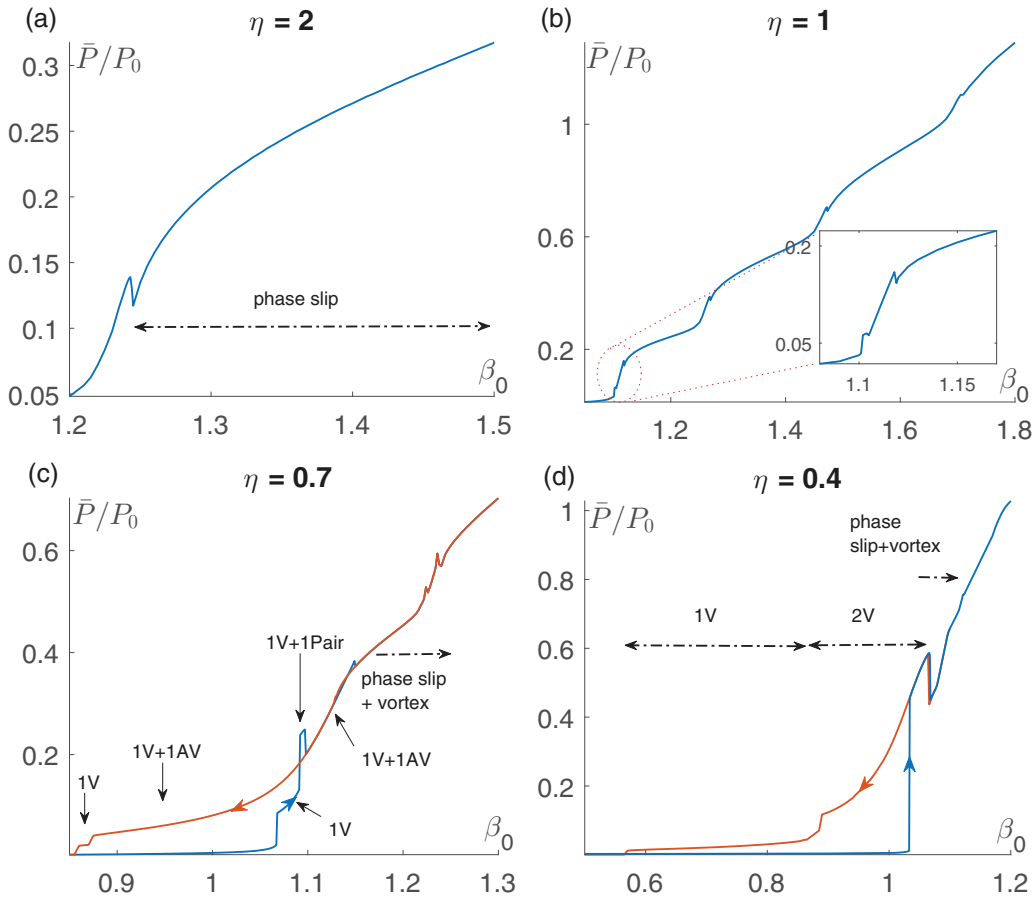 (a)
η = 2
P̄/P₀
0.3
0.25
0.2
0.15
0.1
0.05
phase slip
β₀
1.2
1.3
1.4
1.5
(b)
η = 1
P̄/P₀
1
0.6
0.2
0.2
0.05
1.1
1.15
β₀
1.2
1.4
1.6
1.8
(c)
η = 0.7
P̄/P₀
0.6
0.4
0.2
1V+1Pair
phase slip
+ vortex
1V+1AV
1V+1AV
1V
1V
β₀
0.9
1
1.1
1.2
1.3
(d)
η = 0.4
P̄/P₀
1
0.8
0.6
0.4
0.2
phase
slip+vortex
1V
2V
β₀
0.6
0.8
1
1.2